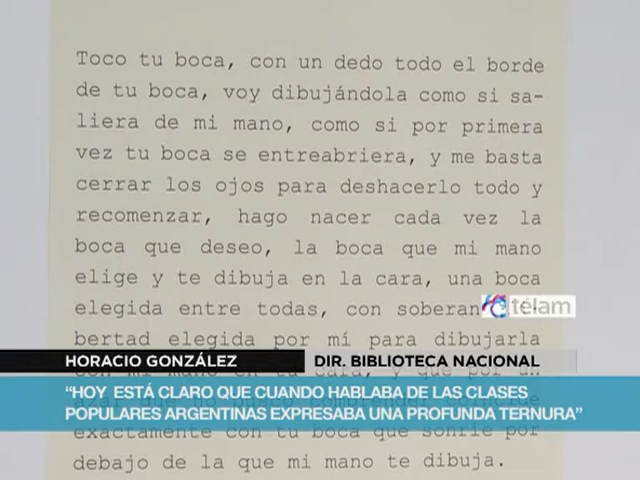 Toco tu boca, con un dedo todo el borde
de tu boca, voy dibujándola como si sa-
liera de mi mano, como si por primera
vez tu boca se entreabriera, y me basta
cerrar los ojos para deshacerlo todo y
recomenzar, hago nacer cada vez la
boca que deseo, la boca que mi mano
elige y te dibuja en la cara, una boca
elegida entre todas, con soberan
télam
bertad elegida por mí para dibujarla
HORACIO GONZÁLEZ
DIR. BIBLIOTECA NACIONAL
“HOY ESTÁ CLARO QUE CUANDO HABLABA DE LAS CLASES
POPULARES ARGENTINAS EXPRESABA UNA PROFUNDA TERNURA”
exactamente con tu boca que sonríe por
debajo de la que mi mano te dibuja.